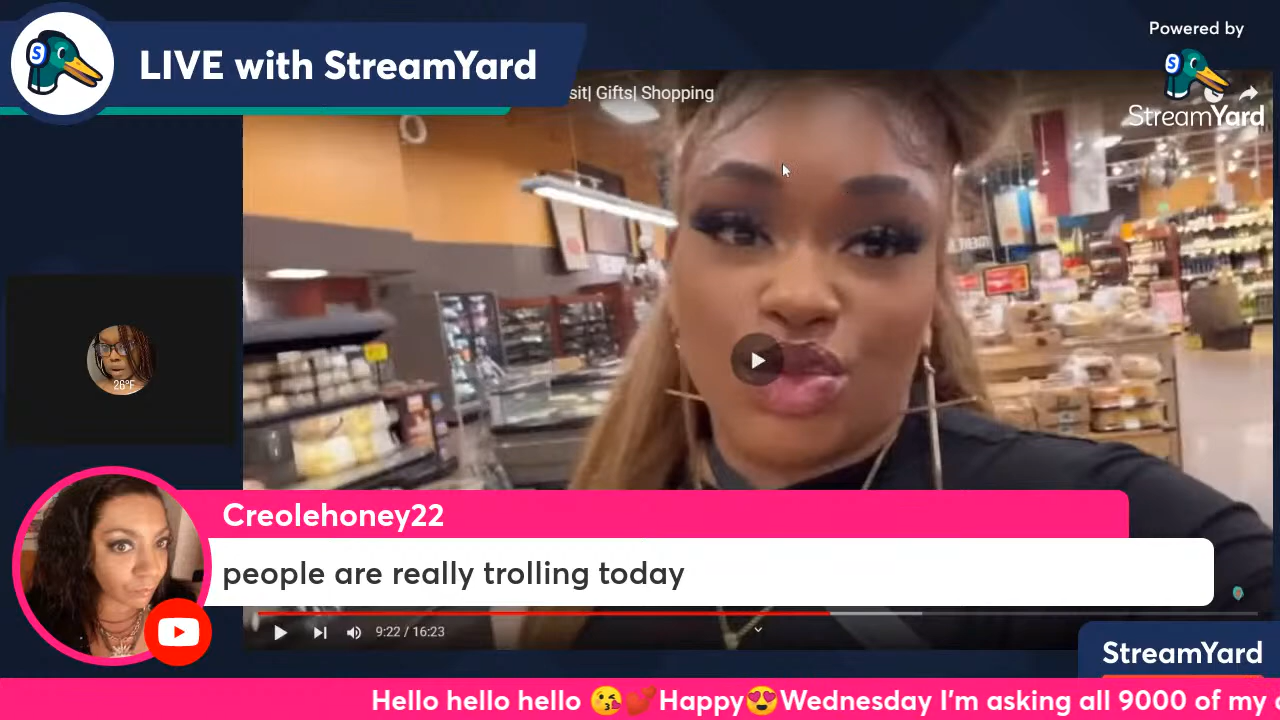 LIVE with StreamYard
Powered by
StreamYard
sit| Gifts| Shopping
26°F
Creolehoney22
people are really trolling today
9:22 / 16:23
StreamYard
Hello hello hello 😘💕Happy😍Wednesday I'm asking all 9000 of my